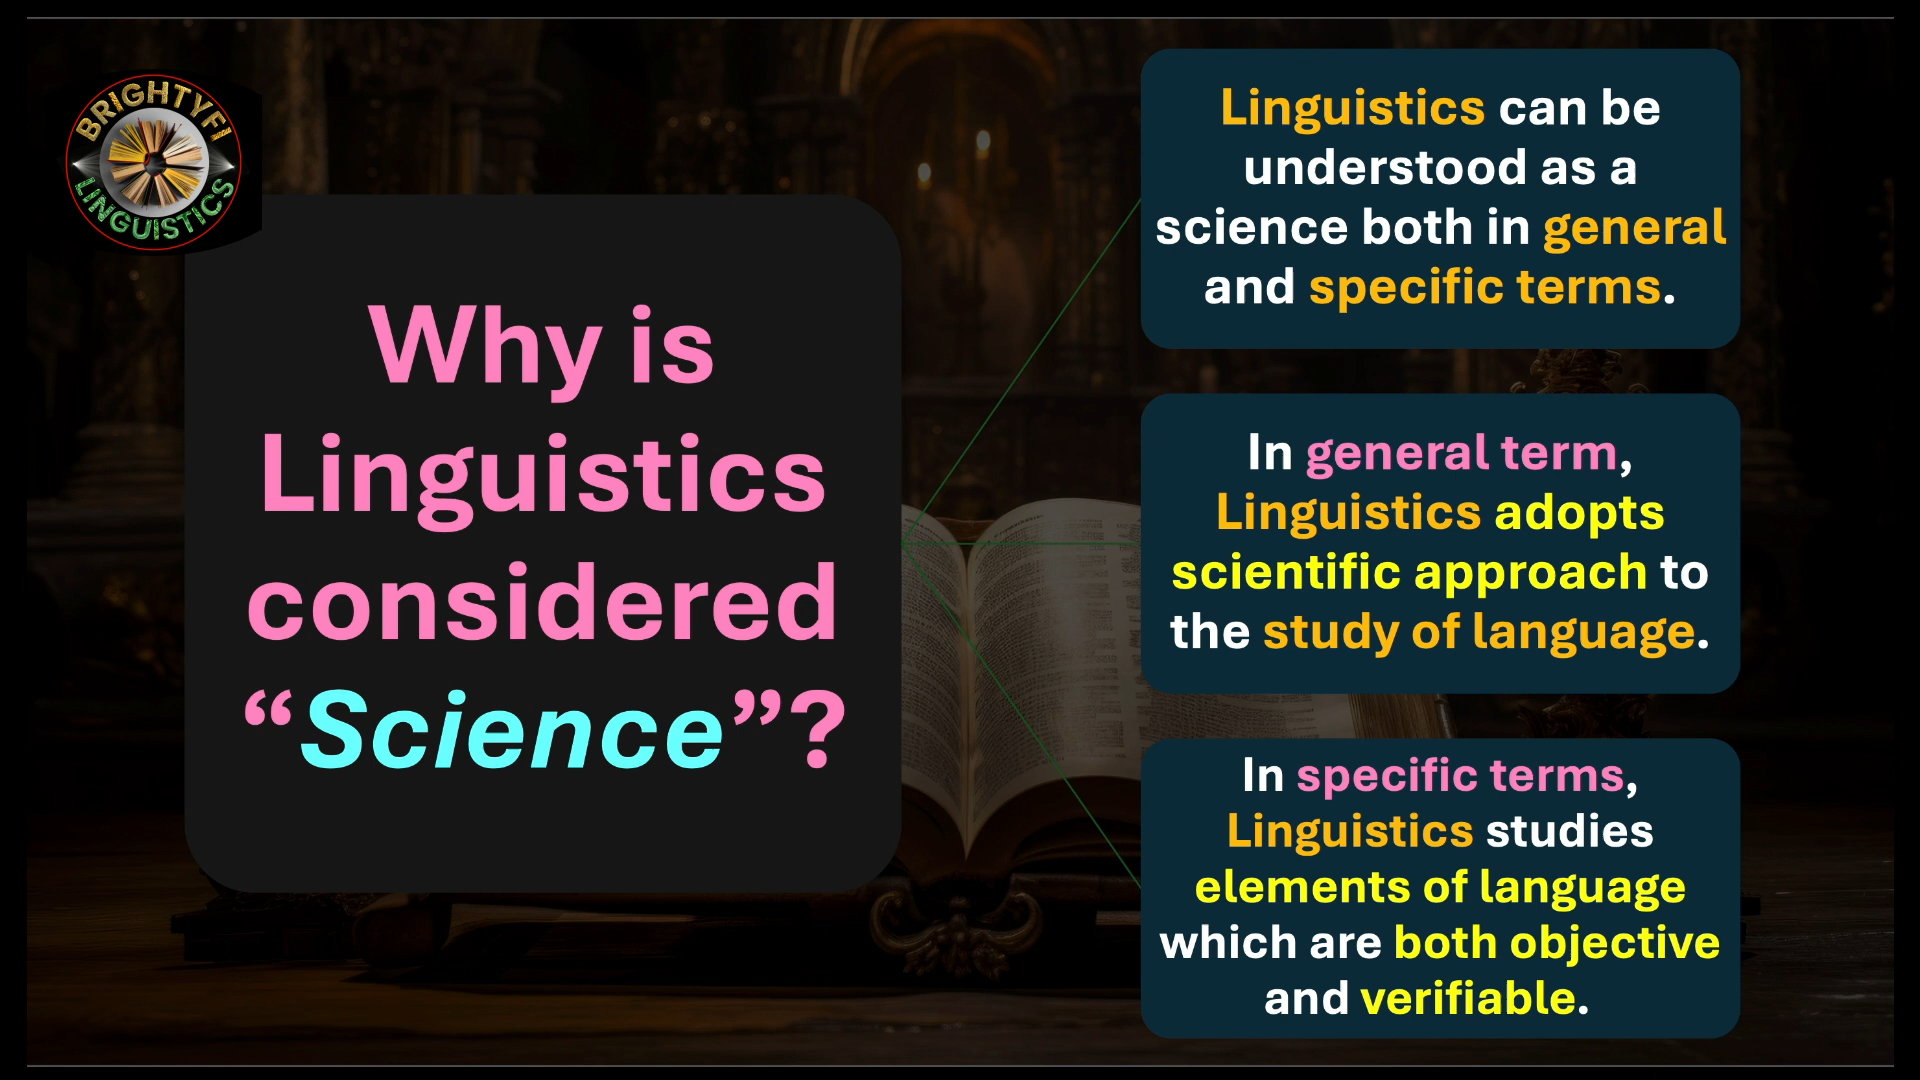 BRIGHTYFI
LINGUISTICS
Why is
Linguistics
considered
“Science”?
Linguistics can be
understood as a
science both in general
and specific terms.
In general term,
Linguistics adopts
scientific approach to
the study of language.
In specific terms,
Linguistics studies
elements of language
which are both objective
and verifiable.